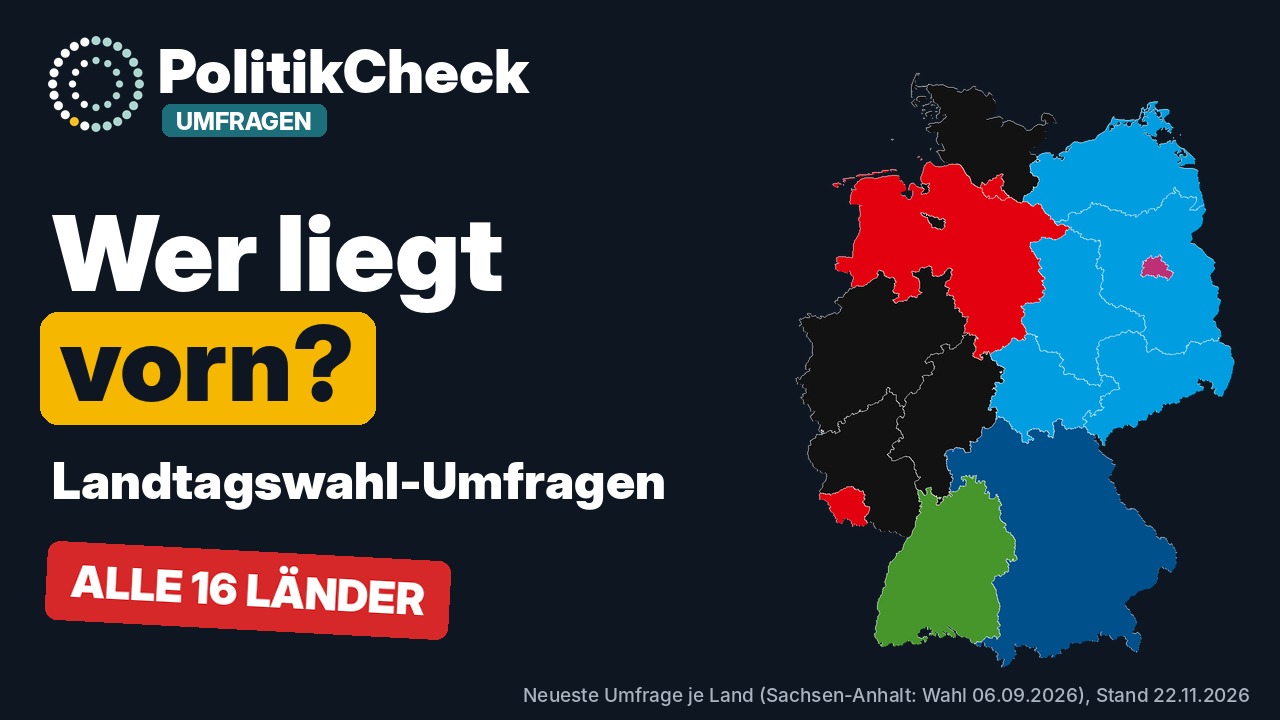 PolitikCheck
UMFRAGEN
Wer liegt
vorn?
Landtagswahl-Umfragen
ALLE 16 LÄNDER
Neueste Umfrage je Land (Sachsen-Anhalt: Wahl 06.09.2026), Stand 22.11.2026